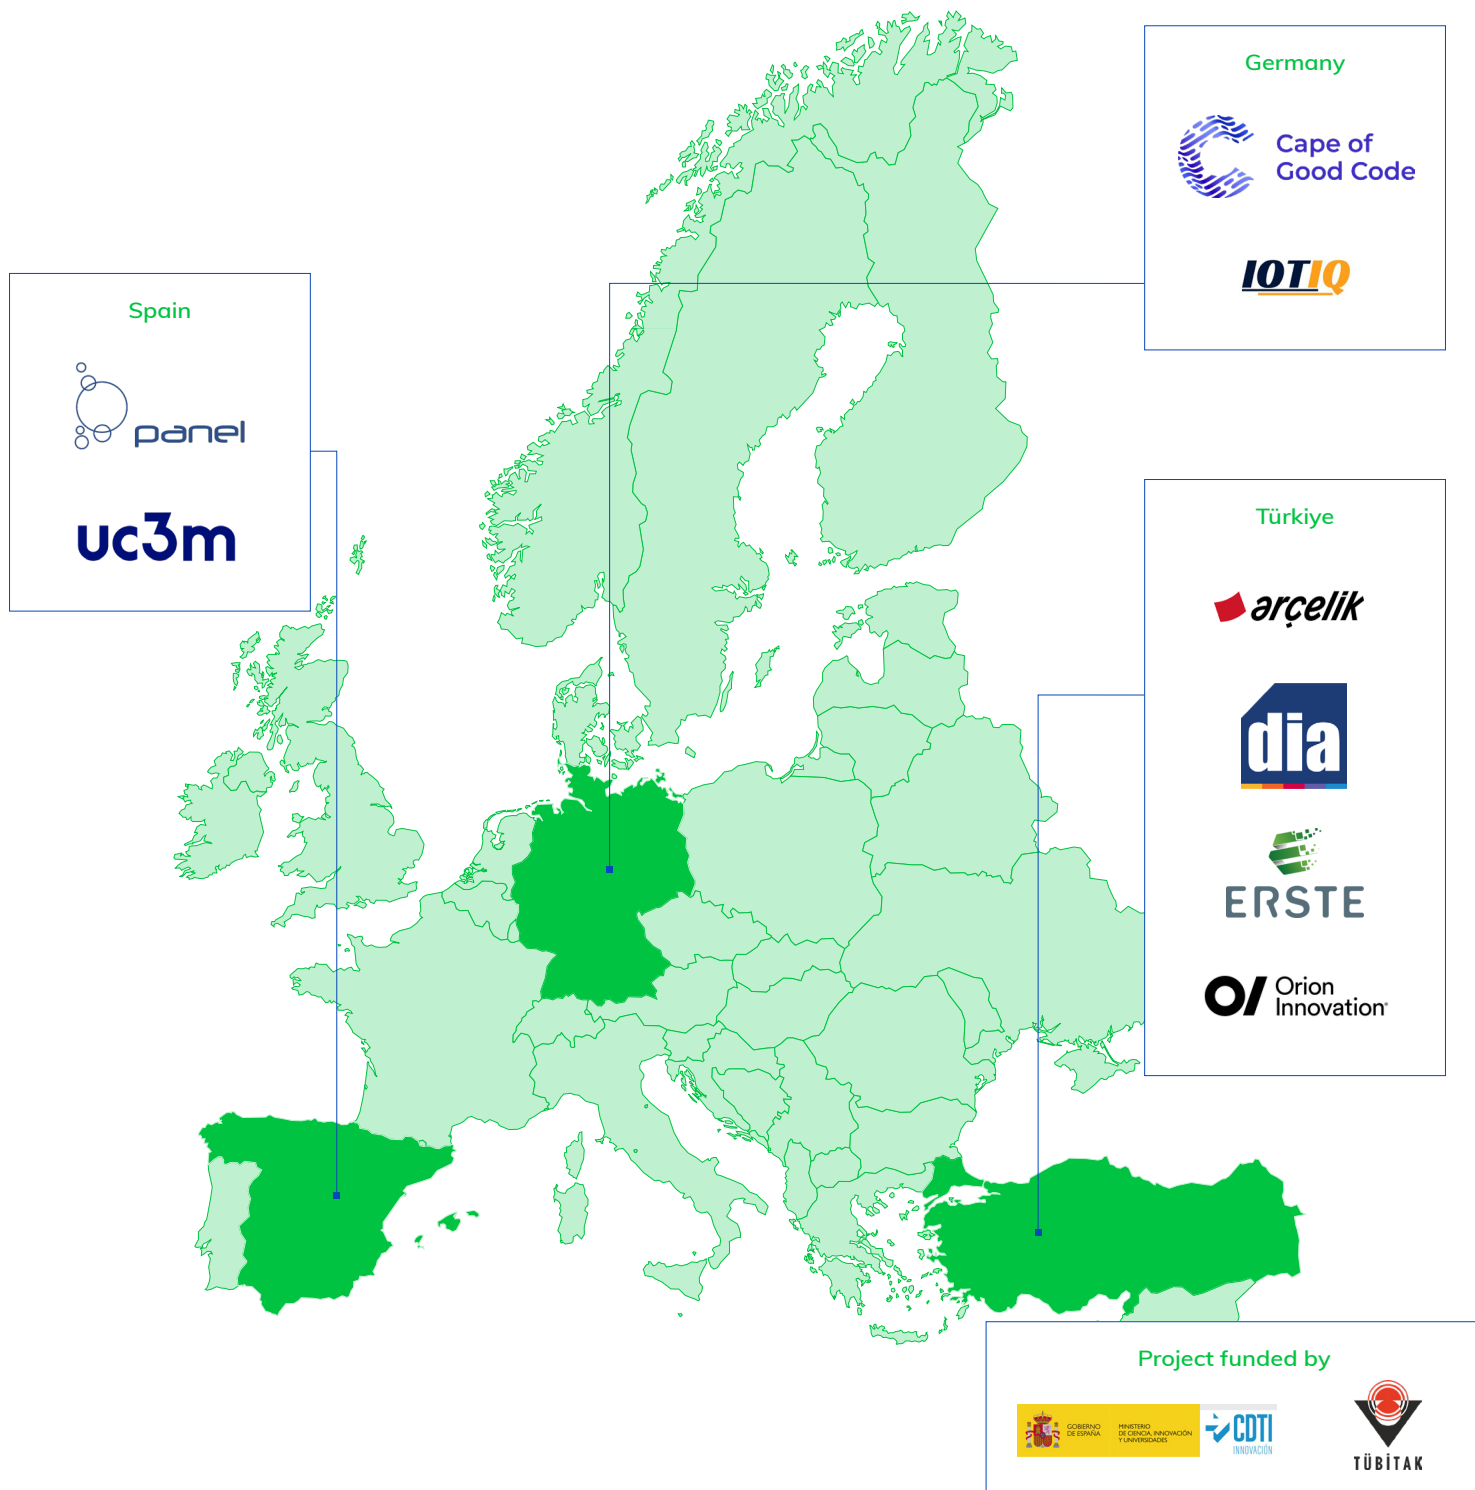 Germany
Cape of
Good Code
IOTIQ
Spain
panel
uc3m
Türkiye
arçelik
dia
ERSTE
Orion
Innovation
Project funded by
GOBIERNO
DE ESPAÑA
MINISTERIO
DE CIENCIA, INNOVACIÓN
Y UNIVERSIDADES
CDTI
INNOVACIÓN
TÜBİTAK